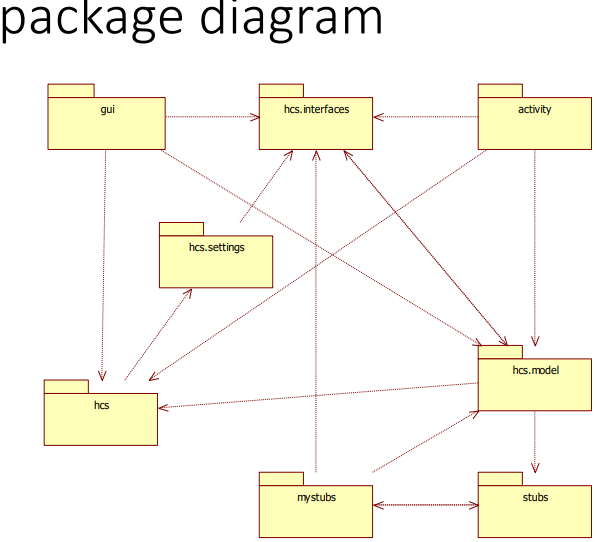 package diagram
gui
hcs.interfaces
activity
hcs.settings
hcs.model
hcs
mystubs
stubs